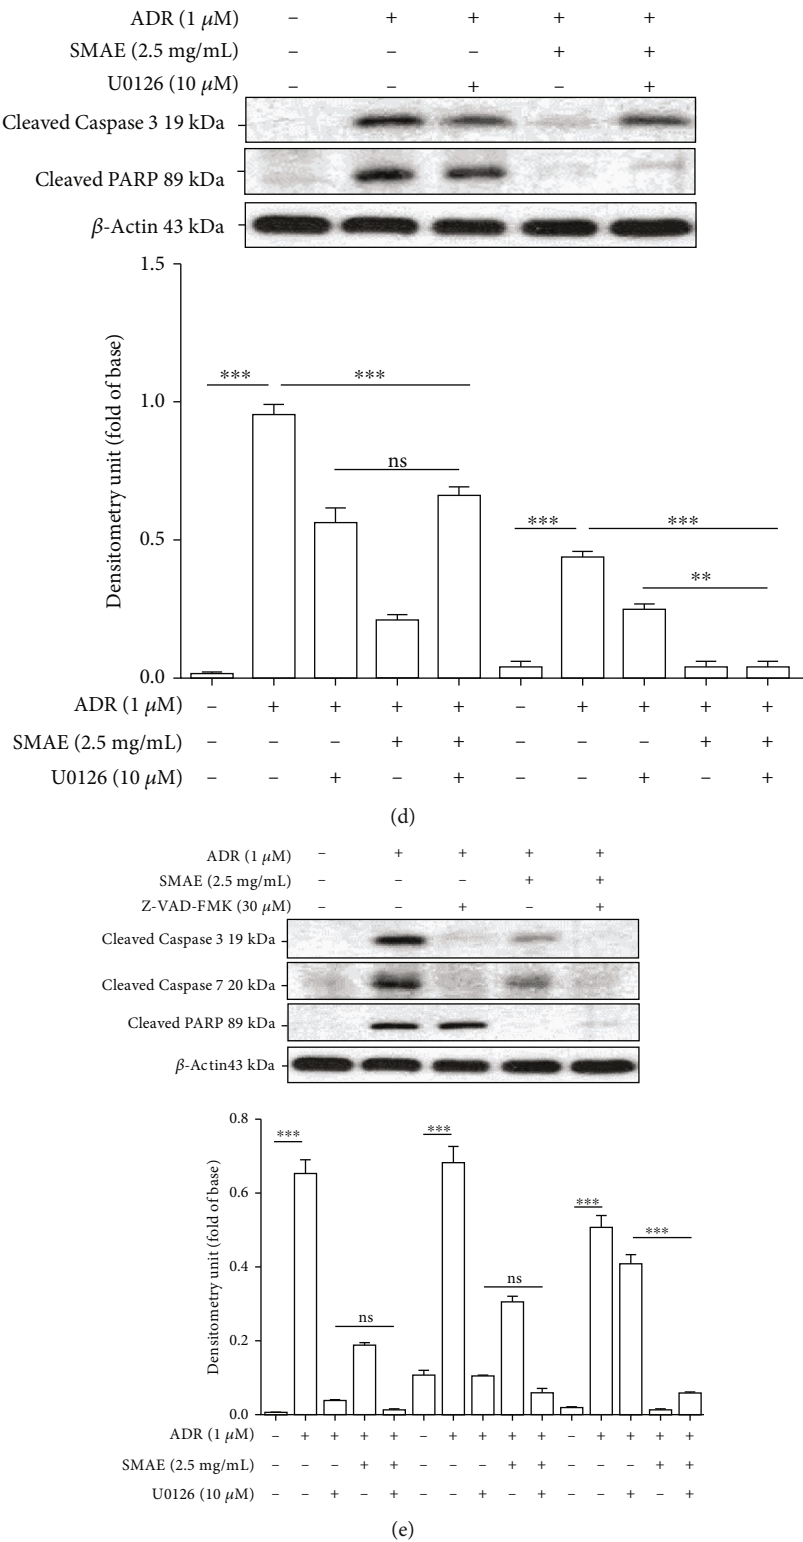 ADR (1 μM) – + + + +
SMAE (2.5 mg/mL) – – – + +
U0126 (10 μM) – – + – +
Cleaved Caspase 3 19 kDa
Cleaved PARP 89 kDa
β-Actin 43 kDa
1.5
1.0
0.5
0.0
Densitometry unit (fold of base)
*** ***
ns
*** ***
**
ADR (1 μM) – + + + + – + + + +
SMAE (2.5 mg/mL) – – – + + – – – + +
U0126 (10 μM) – – + – + – – + – +
(d)
ADR (1 μM) – + + + +
SMAE (2.5 mg/mL) – – – + +
Z-VAD-FMK (30 μM) – – + – +
Cleaved Caspase 3 19 kDa
Cleaved Caspase 7 20 kDa
Cleaved PARP 89 kDa
β-Actin43 kDa
0.8
0.6
0.4
0.2
0.0
Densitometry unit (fold of base)
***
ns
***
ns
***
***
ADR (1 μM) – + + + + – + + + + – + + + +
SMAE (2.5 mg/mL) – – – + + – – – + + – – – + +
U0126 (10 μM) – – + – + – – + – + – – + – +
(e)